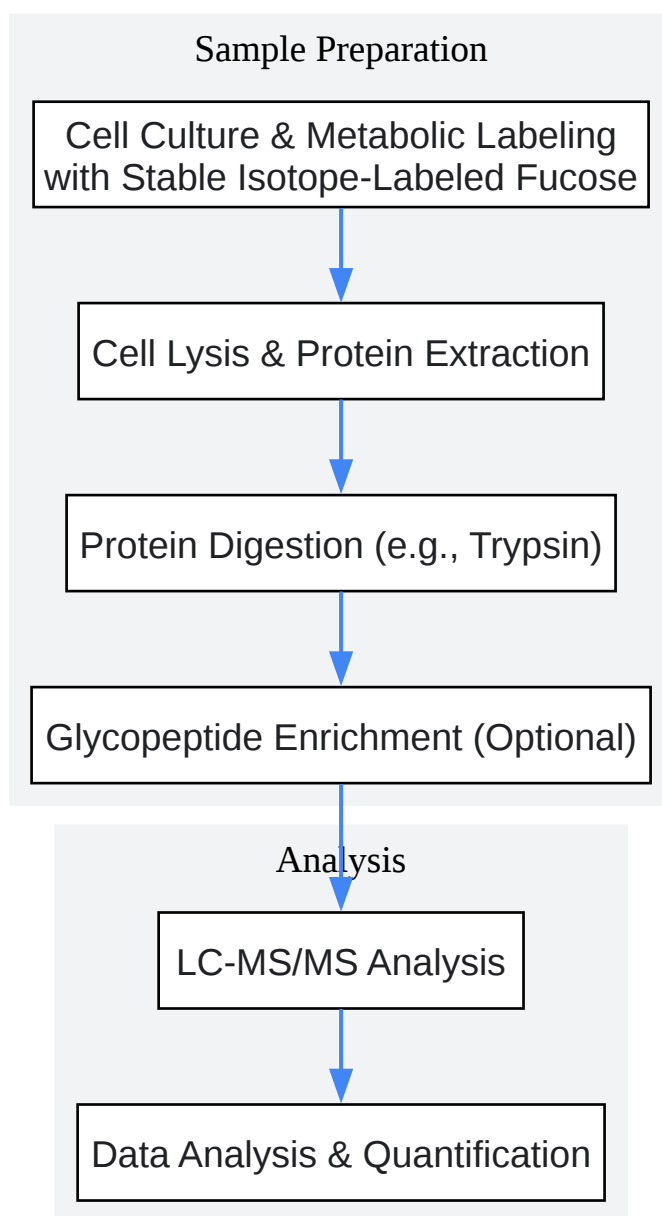 Sample Preparation
Cell Culture & Metabolic Labeling
with Stable Isotope-Labeled Fucose
Cell Lysis & Protein Extraction
Protein Digestion (e.g., Trypsin)
Glycopeptide Enrichment (Optional)
Analysis
LC-MS/MS Analysis
Data Analysis & Quantification